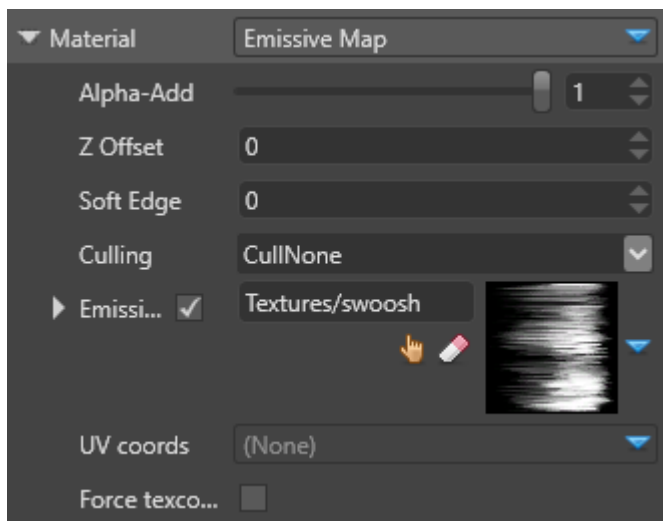 Material Emissive Map
Alpha-Add 1
Z Offset 0
Soft Edge 0
Culling CullNone
Emissi... Textures/swoosh
UV coords (None)
Force texco...